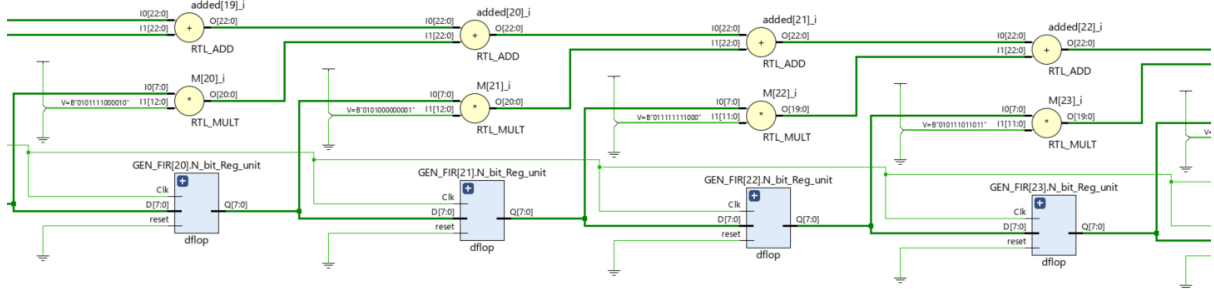 added[19]_i
I0[22:0]
I1[22:0]
O[22:0]
+
RTL_ADD
added[20]_i
I0[22:0]
I1[22:0]
O[22:0]
+
RTL_ADD
added[21]_i
I0[22:0]
I1[22:0]
O[22:0]
+
RTL_ADD
added[22]_i
I0[22:0]
I1[22:0]
O[22:0]
+
RTL_ADD
M[20]_i
I0[7:0]
V=B"0101111000010"
I1[12:0]
O[20:0]
*
RTL_MULT
M[21]_i
I0[7:0]
V=B"0101000000001"
I1[12:0]
O[20:0]
*
RTL_MULT
M[22]_i
I0[7:0]
V=B"011111111000"
I1[11:0]
O[19:0]
*
RTL_MULT
M[23]_i
I0[7:0]
V=B"010111011011"
I1[11:0]
O[19:0]
*
RTL_MULT
GEN_FIR[20].N_bit_Reg_unit
+
Clk
D[7:0]
reset
Q[7:0]
dflop
GEN_FIR[21].N_bit_Reg_unit
+
Clk
D[7:0]
reset
Q[7:0]
dflop
GEN_FIR[22].N_bit_Reg_unit
+
Clk
D[7:0]
reset
Q[7:0]
dflop
GEN_FIR[23].N_bit_Reg_unit
+
Clk
D[7:0]
reset
Q[7:0]
dflop